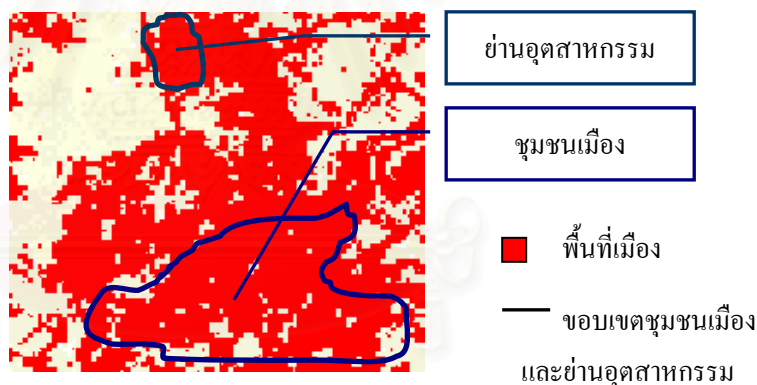 ย่านอุตสาหกรรม
ชุมชนเมือง
พื้นที่เมือง
ขอบเขตชุมชนเมือง
และย่านอุตสาหกรรม